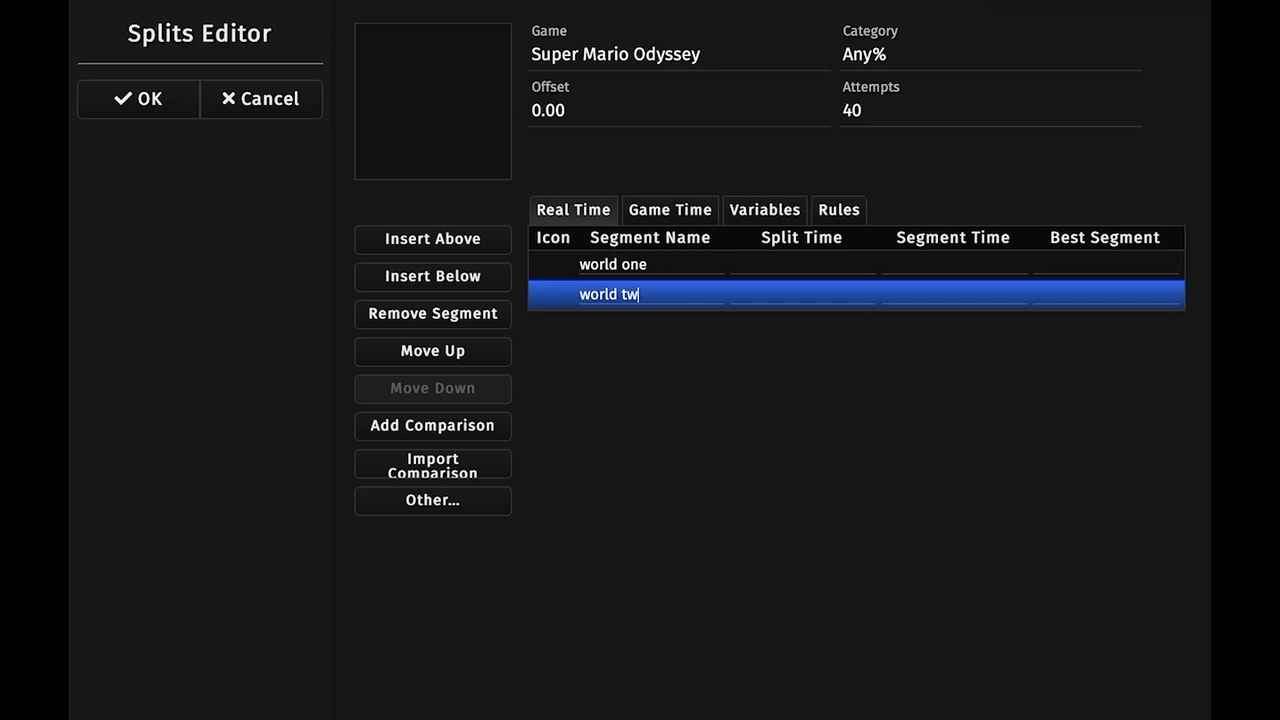 Splits Editor
OK
Cancel
Game
Super Mario Odyssey
Category
Any%
Offset
0.00
Attempts
40
Real Time
Game Time
Variables
Rules
Icon
Segment Name
Split Time
Segment Time
Best Segment
world one
world tw
Insert Above
Insert Below
Remove Segment
Move Up
Move Down
Add Comparison
Import
Comparison
Other...